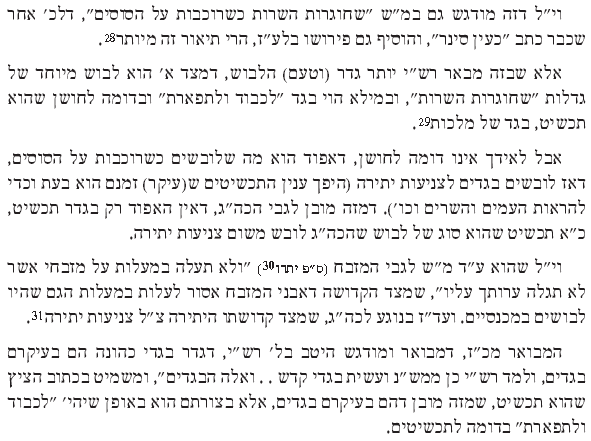 וי״ל דזה מודגש גם במ״ש ״שחוגרות השרות כשרוכבות על הסוסים״, דלכ׳ אחר
שכבר כתב ״כעין סינר״, והוסיף גם פירושו בלע״ז, הרי תיאור זה מיותר28.
אלא שבזה מבאר רש״י יותר גדר (וטעם) הלבוש, דמצד א׳ הוא לבוש מיוחד של
גדלות ״שחוגרות השרות״, ובמילא הוי בגד ״לכבוד ולתפארת״ ובדומה לחושן שהוא
תכשיט, בגד של מלכות29.
אבל לאידך אינו דומה לחושן, דאפוד הוא מה שלובשים כשרוכבות על הסוסים,
דאז לובשים בגדים לצניעות יתירה (היפך ענין התכשיטים ש(עיקר) זמנם הוא בעת וכדי
להראות העמים והשרים וכו׳). דמזה מובן לגבי הכה״ג, דאין האפוד רק בגדר תכשיט,
כ״א תכשיט שהוא סוג של לבוש שהכה״ג לובש משום צניעות יתירה.
וי״ל שהוא ע״ד מ״ש לגבי המזבח (ס״פ יתרו30) ״ולא תעלה במעלות על מזבחי אשר
לא תגלה ערותך עליו״, שמצד הקדושה דאבני המזבח אסור לעלות במעלות הגם שהיו
לבושים במכנסיים. ועד״ז בנוגע לכה״ג, שמצד קדושתו היתירה צ״ל צניעות יתירה31.
המבואר מכ״ז, דמבואר ומודגש היטב בל׳ רש״י, דגדר בגדי כהונה הם בעיקרם
בגדים, ולמד רש״י כן ממש״נ ועשית בגדי קדש . . ואלה הבגדים״, ומשמיט בכתוב הציץ
שהוא תכשיט, שמזה מובן דהם בעיקרם בגדים, אלא בצורתם הוא באופן שיהי׳ ״לכבוד
ולתפארת״ בדומה לתכשיטים.